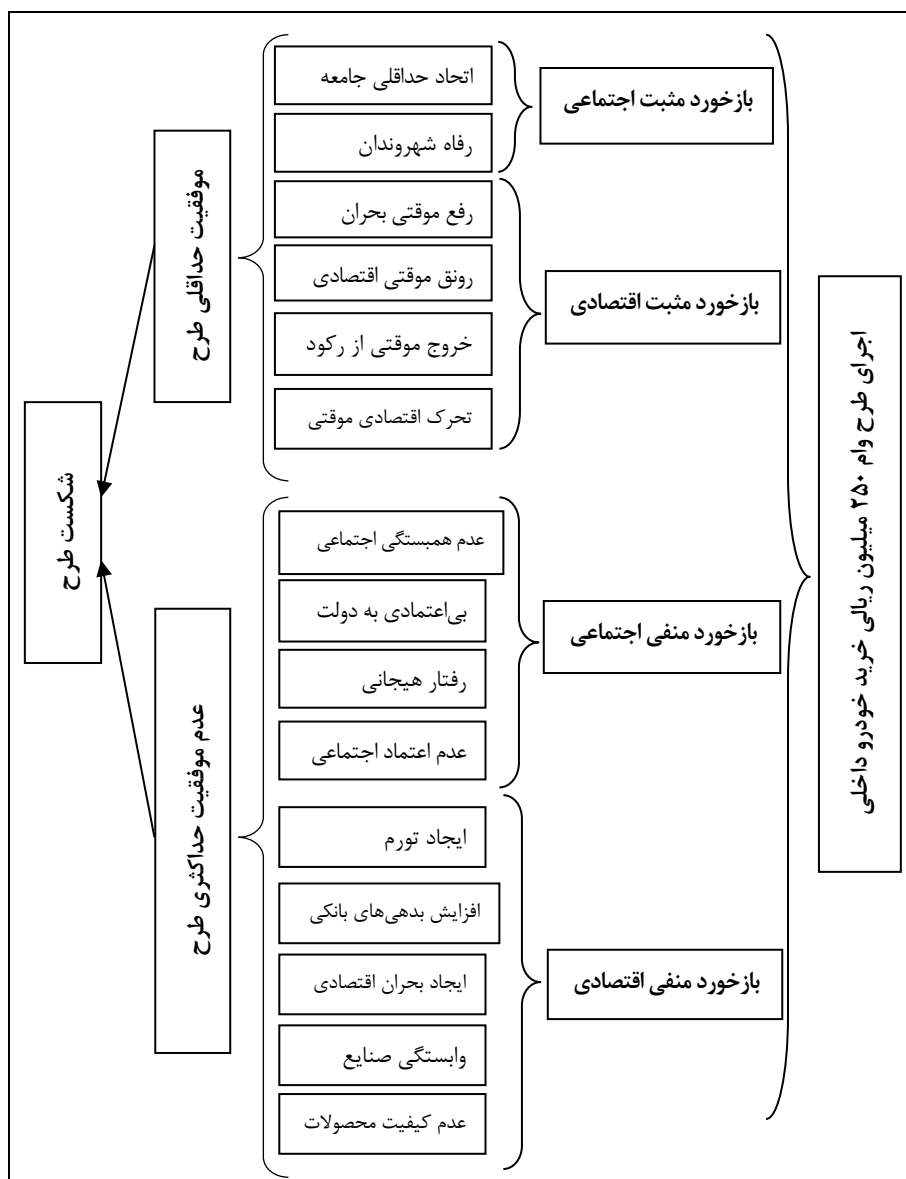 اجرای طرح وام ۲۵۰ میلیون ریالی خرید خودرو داخلی
بازخورد مثبت اجتماعی
اتحاد حداقلی جامعه
رفاه شهروندان
بازخورد مثبت اقتصادی
رفع موقتی بحران
رونق موقتی اقتصادی
خروج موقتی از رکود
تحرک اقتصادی موقتی
بازخورد منفی اجتماعی
عدم همبستگی اجتماعی
بی‌اعتمادی به دولت
رفتار هیجانی
عدم اعتماد اجتماعی
بازخورد منفی اقتصادی
ایجاد تورم
افزایش بدهی‌های بانکی
ایجاد بحران اقتصادی
وابستگی صنایع
عدم کیفیت محصولات
موفقیت حداقلی طرح
عدم موفقیت حداکثری طرح
شکست طرح